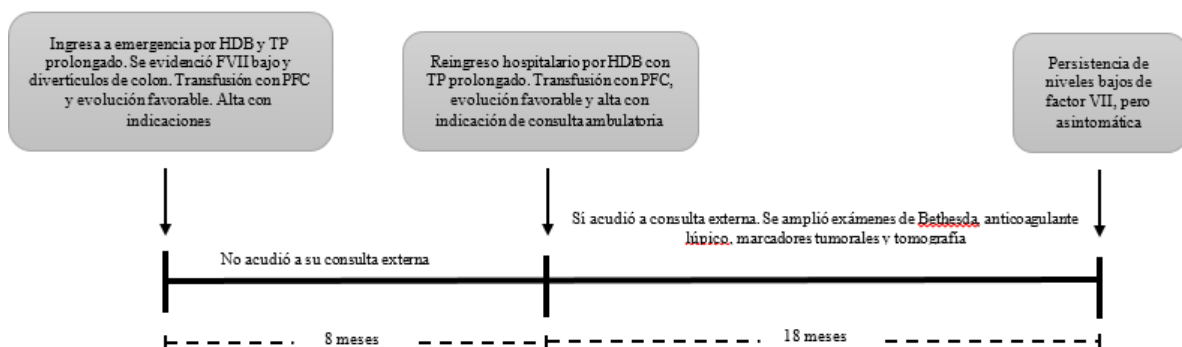 Ingresa a emergencia por HDB y TP
prolongado. Se evidenció FVII bajo y
divertículos de colon. Transfusión con PFC
y evolución favorable. Alta con
indicaciones
Reingreso hospitalario por HDB con
TP prolongado. Transfusión con PFC,
evolución favorable y alta con
indicación de consulta ambulatoria
Persistencia de
niveles bajos de
factor VII, pero
asintomática
Sí acudió a consulta externa. Se amplió exámenes de Bethesda, anticoagulante
lúpico, marcadores tumorales y tomografía
No acudió a su consulta externa
8 meses
18 meses